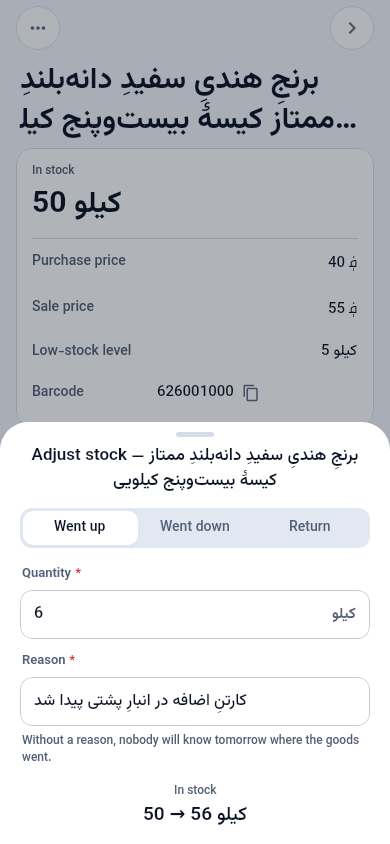 برنجِ هندیِ سفیدِ دانه‌بلندِ
ممتاز کیسهٔ بیست‌وپنج کیل...
In stock
50 کیلو
Purchase price
40 ؋
Sale price
55 ؋
Low-stock level
5 کیلو
Barcode
626001000
Adjust stock — برنجِ هندیِ سفیدِ دانه‌بلندِ ممتاز
کیسهٔ بیست‌وپنج کیلویی
Went up
Went down
Return
Quantity *
6
کیلو
Reason *
کارتنِ اضافه در انبارِ پشتی پیدا شد
Without a reason, nobody will know tomorrow where the goods
went.
In stock
50 → 56 کیلو